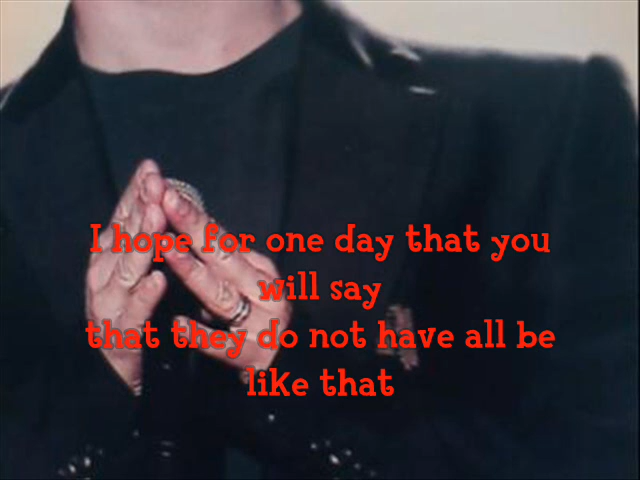 I hope for one day that you
will say
that they do not have all be
like that